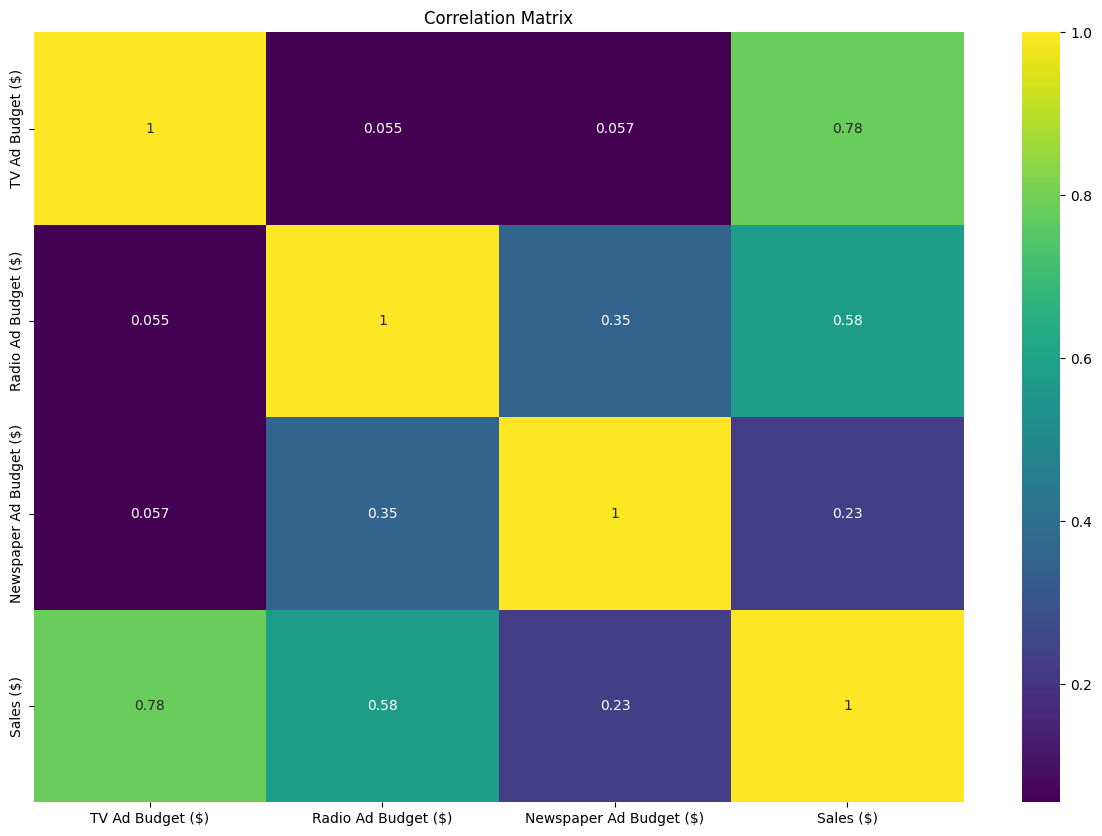 Correlation Matrix
TV Ad Budget ($)
1
0.055
0.057
0.78
Radio Ad Budget ($)
0.055
1
0.35
0.58
Newspaper Ad Budget ($)
0.057
0.35
1
0.23
Sales ($)
0.78
0.58
0.23
1
TV Ad Budget ($)
Radio Ad Budget ($)
Newspaper Ad Budget ($)
Sales ($)
1.0
0.8
0.6
0.4
0.2